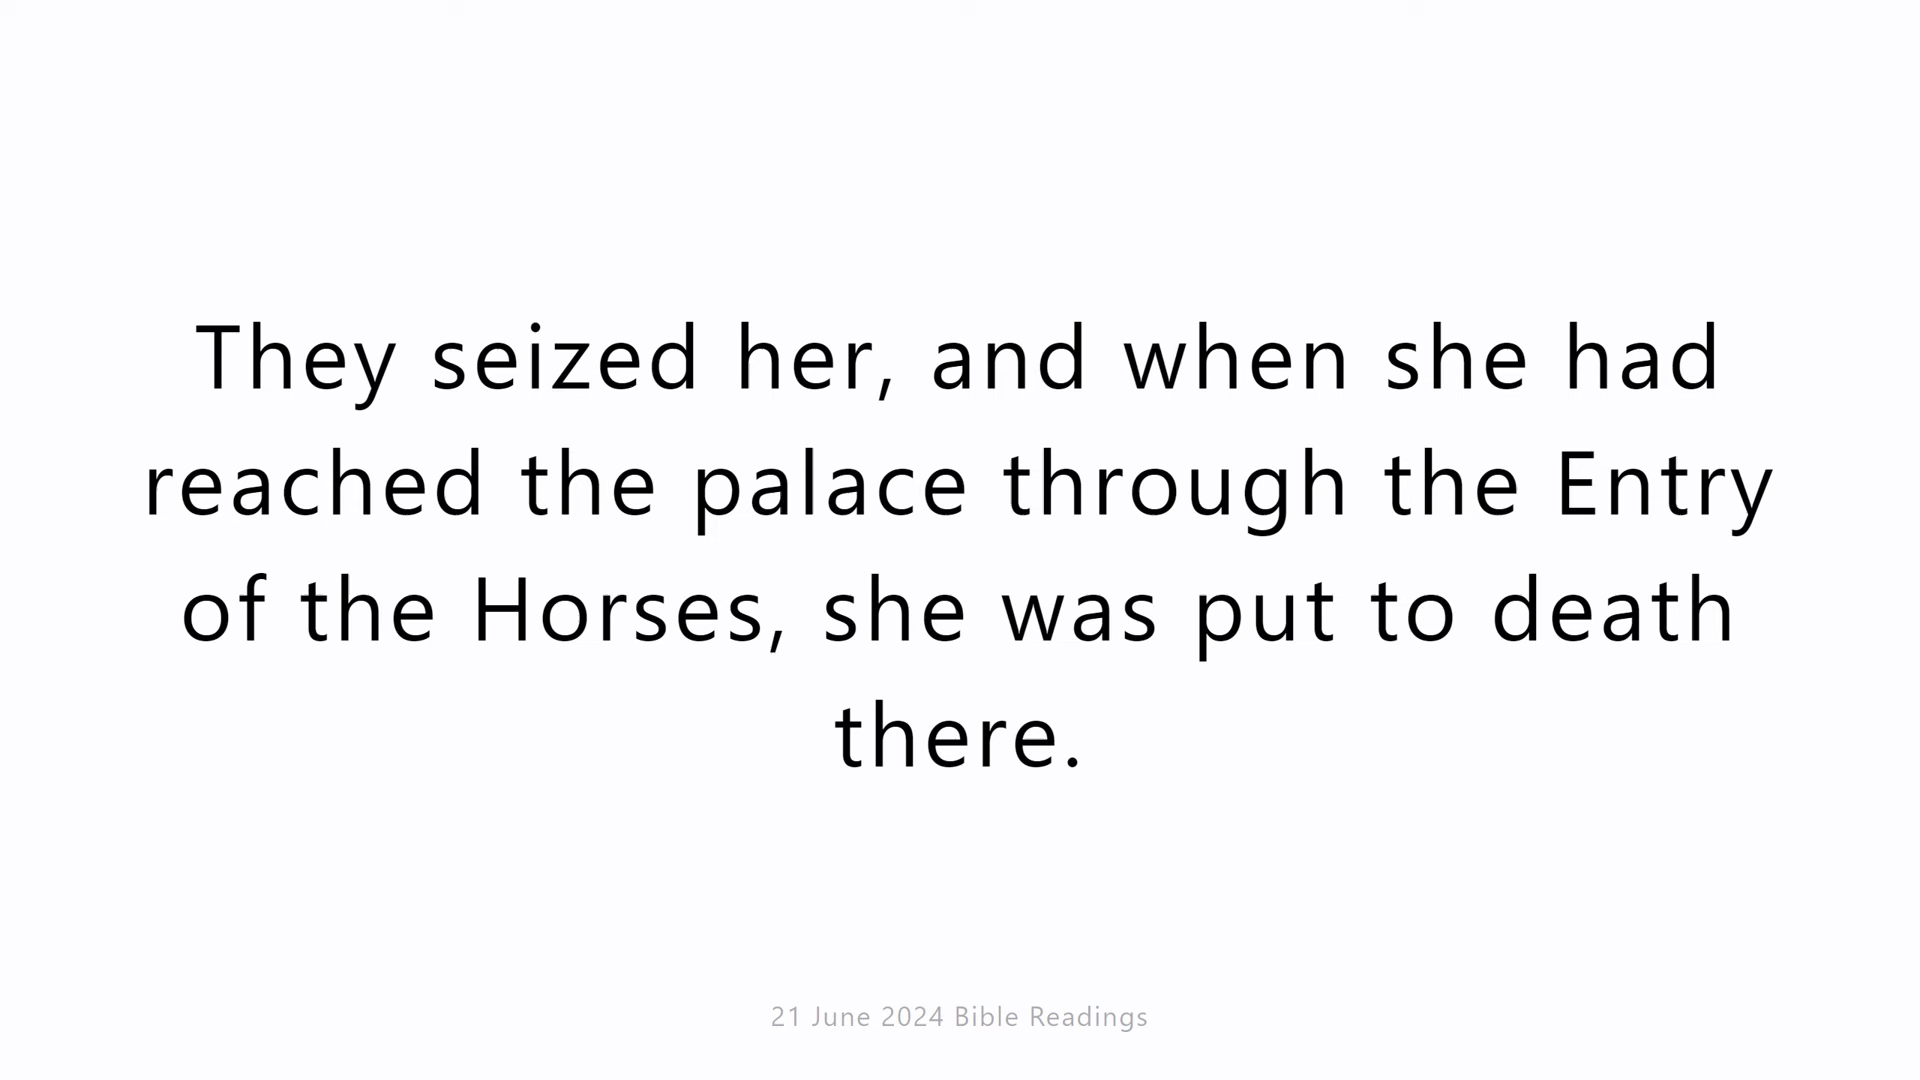 They seized her, and when she had
reached the palace through the Entry
of the Horses, she was put to death
there.
21 June 2024 Bible Readings